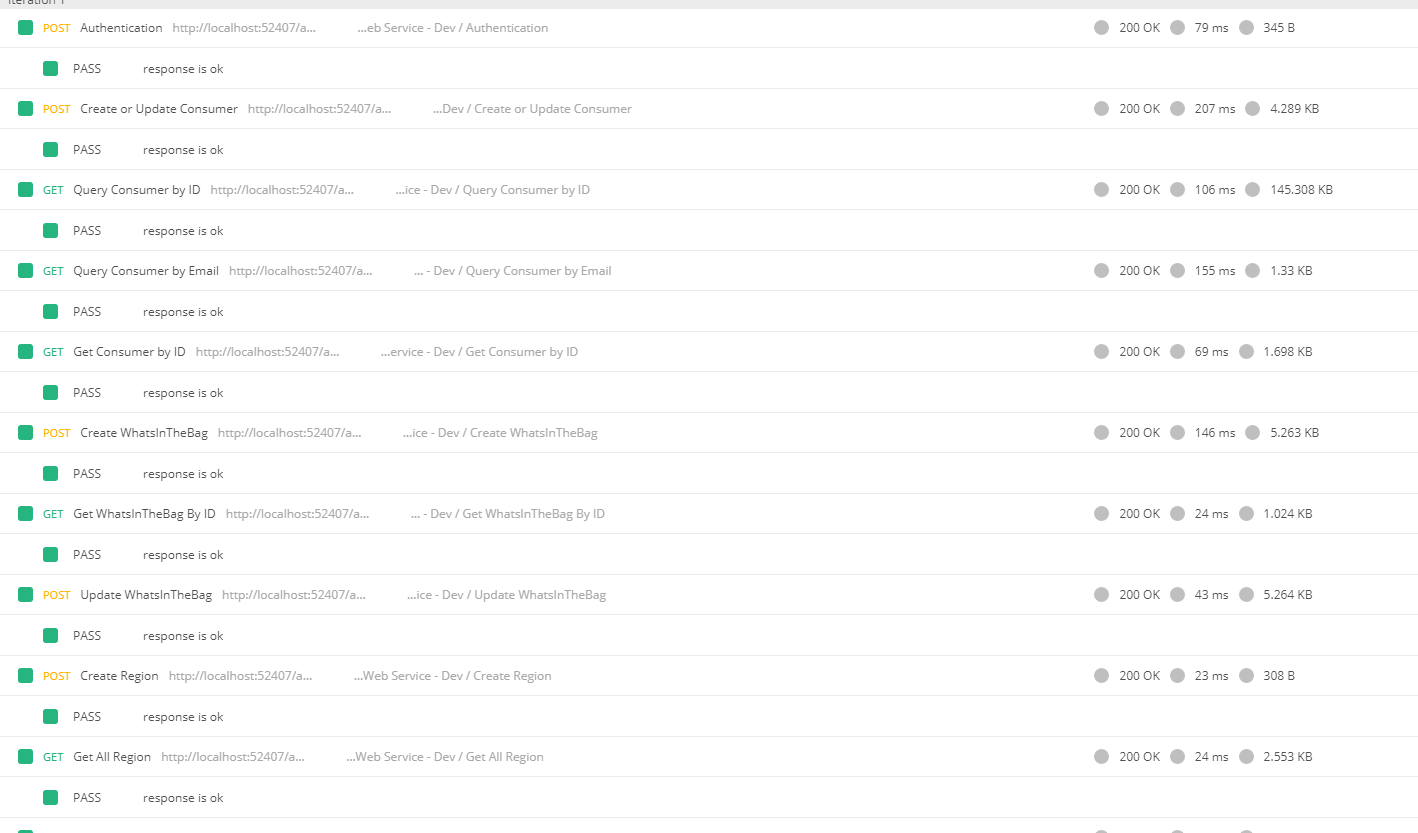 Iteration 1
POST Authentication http://localhost:52407/a... ...eb Service - Dev / Authentication 200 OK 79 ms 345 B
PASS response is ok
POST Create or Update Consumer http://localhost:52407/a... ...Dev / Create or Update Consumer 200 OK 207 ms 4.289 KB
PASS response is ok
GET Query Consumer by ID http://localhost:52407/a... ...ice - Dev / Query Consumer by ID 200 OK 106 ms 145.308 KB
PASS response is ok
GET Query Consumer by Email http://localhost:52407/a... ... - Dev / Query Consumer by Email 200 OK 155 ms 1.33 KB
PASS response is ok
GET Get Consumer by ID http://localhost:52407/a... ...ervice - Dev / Get Consumer by ID 200 OK 69 ms 1.698 KB
PASS response is ok
POST Create WhatsInTheBag http://localhost:52407/a... ...ice - Dev / Create WhatsInTheBag 200 OK 146 ms 5.263 KB
PASS response is ok
GET Get WhatsInTheBag By ID http://localhost:52407/a... ... - Dev / Get WhatsInTheBag By ID 200 OK 24 ms 1.024 KB
PASS response is ok
POST Update WhatsInTheBag http://localhost:52407/a... ...ice - Dev / Update WhatsInTheBag 200 OK 43 ms 5.264 KB
PASS response is ok
POST Create Region http://localhost:52407/a... ...Web Service - Dev / Create Region 200 OK 23 ms 308 B
PASS response is ok
GET Get All Region http://localhost:52407/a... ...Web Service - Dev / Get All Region 200 OK 24 ms 2.553 KB
PASS response is ok